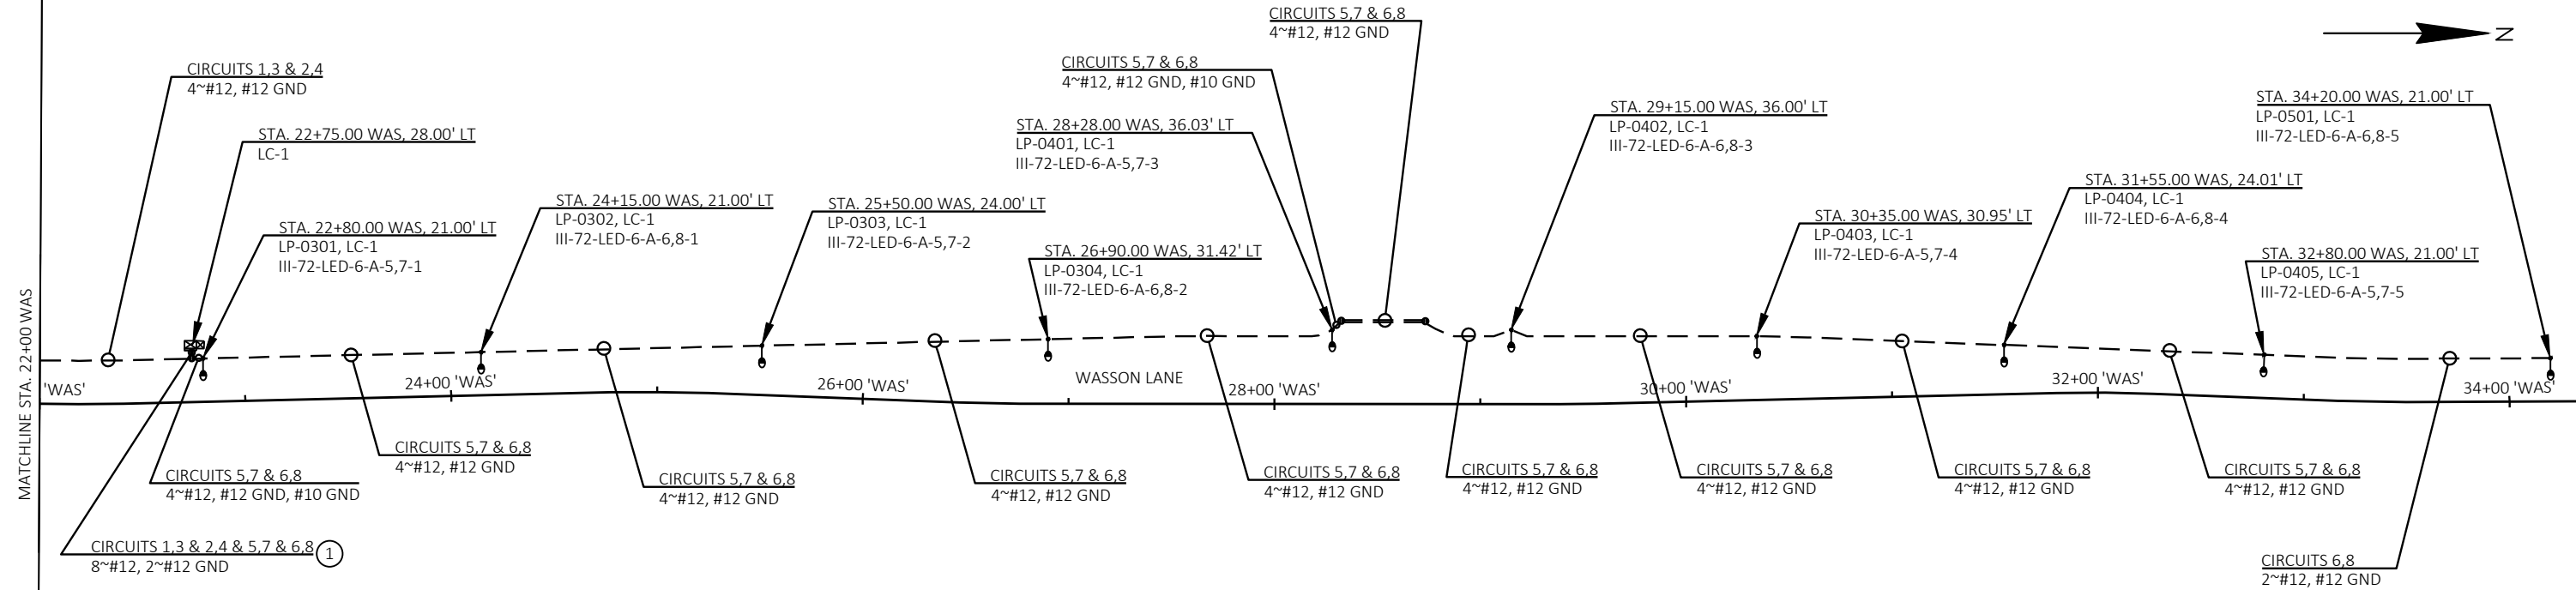 CIRCUITS 5,7 & 6,8
4~#12, #12 GND
N
CIRCUITS 1,3 & 2,4
4~#12, #12 GND
CIRCUITS 5,7 & 6,8
4~#12, #12 GND, #10 GND
STA. 22+75.00 WAS, 28.00' LT
LC-1
STA. 28+28.00 WAS, 36.03' LT
LP-0401, LC-1
III-72-LED-6-A-5,7-3
STA. 29+15.00 WAS, 36.00' LT
LP-0402, LC-1
III-72-LED-6-A-6,8-3
STA. 34+20.00 WAS, 21.00' LT
LP-0501, LC-1
III-72-LED-6-A-6,8-5
STA. 22+80.00 WAS, 21.00' LT
LP-0301, LC-1
III-72-LED-6-A-5,7-1
STA. 24+15.00 WAS, 21.00' LT
LP-0302, LC-1
III-72-LED-6-A-6,8-1
STA. 25+50.00 WAS, 24.00' LT
LP-0303, LC-1
III-72-LED-6-A-5,7-2
STA. 26+90.00 WAS, 31.42' LT
LP-0304, LC-1
III-72-LED-6-A-6,8-2
STA. 30+35.00 WAS, 30.95' LT
LP-0403, LC-1
III-72-LED-6-A-5,7-4
STA. 31+55.00 WAS, 24.01' LT
LP-0404, LC-1
III-72-LED-6-A-6,8-4
STA. 32+80.00 WAS, 21.00' LT
LP-0405, LC-1
III-72-LED-6-A-5,7-5
MATCHLINE STA. 22+00 WAS
'WAS'
24+00 'WAS'
26+00 'WAS'
WASSON LANE
28+00 'WAS'
30+00 'WAS'
32+00 'WAS'
34+00 'WAS'
CIRCUITS 5,7 & 6,8
4~#12, #12 GND, #10 GND
CIRCUITS 5,7 & 6,8
4~#12, #12 GND
CIRCUITS 5,7 & 6,8
4~#12, #12 GND
CIRCUITS 5,7 & 6,8
4~#12, #12 GND
CIRCUITS 5,7 & 6,8
4~#12, #12 GND
CIRCUITS 5,7 & 6,8
4~#12, #12 GND
CIRCUITS 5,7 & 6,8
4~#12, #12 GND
CIRCUITS 5,7 & 6,8
4~#12, #12 GND
CIRCUITS 5,7 & 6,8
4~#12, #12 GND
CIRCUITS 1,3 & 2,4 & 5,7 & 6,8 1
8~#12, 2~#12 GND
CIRCUITS 6,8
2~#12, #12 GND